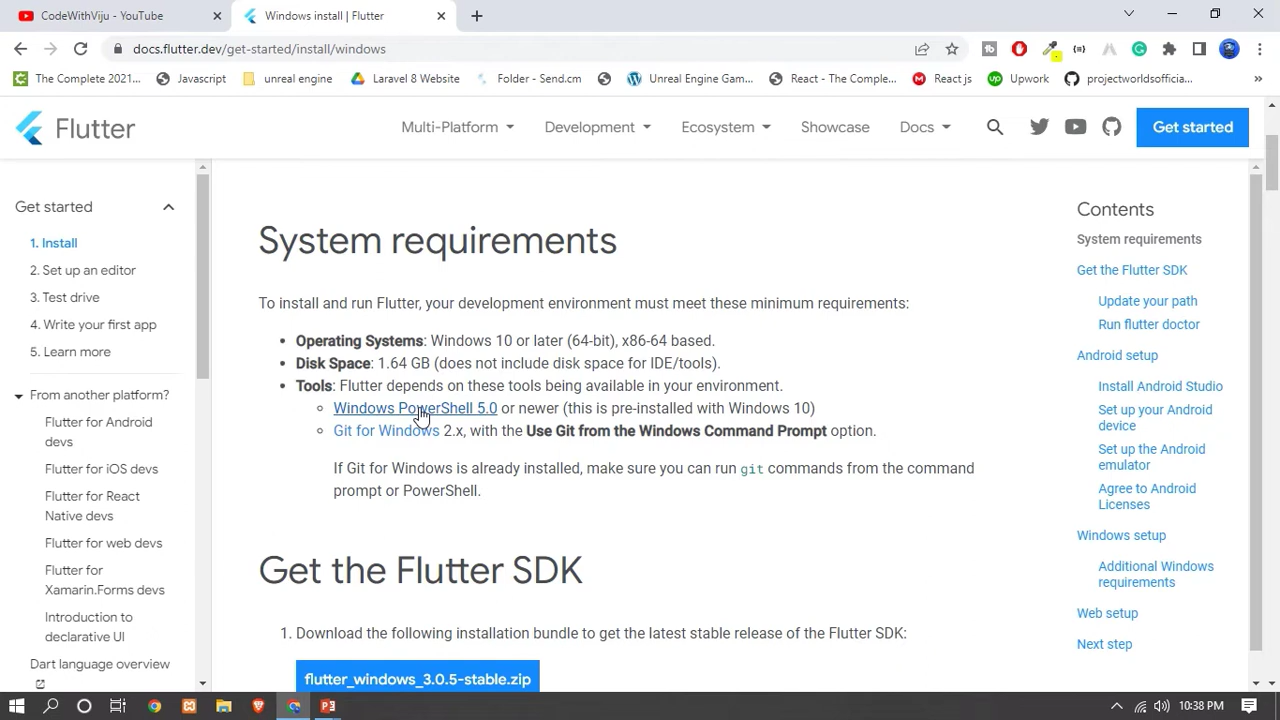 CodeWithViju - YouTube
Windows install | Flutter
docs.flutter.dev/get-started/install/windows
The Complete 2021...
Javascript
unreal engine
Laravel 8 Website
Folder - Send.cm
Unreal Engine Gam...
React - The Comple...
React js
Upwork
projectworldsofficia...
Flutter
Multi-Platform
Development
Ecosystem
Showcase
Docs
Get started
Get started
1. Install
2. Set up an editor
3. Test drive
4. Write your first app
5. Learn more
From another platform?
Flutter for Android
devs
Flutter for iOS devs
Flutter for React
Native devs
Flutter for web devs
Flutter for
Xamarin.Forms devs
Introduction to
declarative UI
Dart language overview
System requirements
To install and run Flutter, your development environment must meet these minimum requirements:
• Operating Systems: Windows 10 or later (64-bit), x86-64 based.
• Disk Space: 1.64 GB (does not include disk space for IDE/tools).
• Tools: Flutter depends on these tools being available in your environment.
Windows PowerShell 5.0 or newer (this is pre-installed with Windows 10)
Git for Windows 2.x, with the Use Git from the Windows Command Prompt option.
If Git for Windows is already installed, make sure you can run git commands from the command
prompt or PowerShell.
Get the Flutter SDK
1. Download the following installation bundle to get the latest stable release of the Flutter SDK:
flutter_windows_3.0.5-stable.zip
Contents
System requirements
Get the Flutter SDK
Update your path
Run flutter doctor
Android setup
Install Android Studio
Set up your Android
device
Set up the Android
emulator
Agree to Android
Licenses
Windows setup
Additional Windows
requirements
Web setup
Next step
10:38 PM